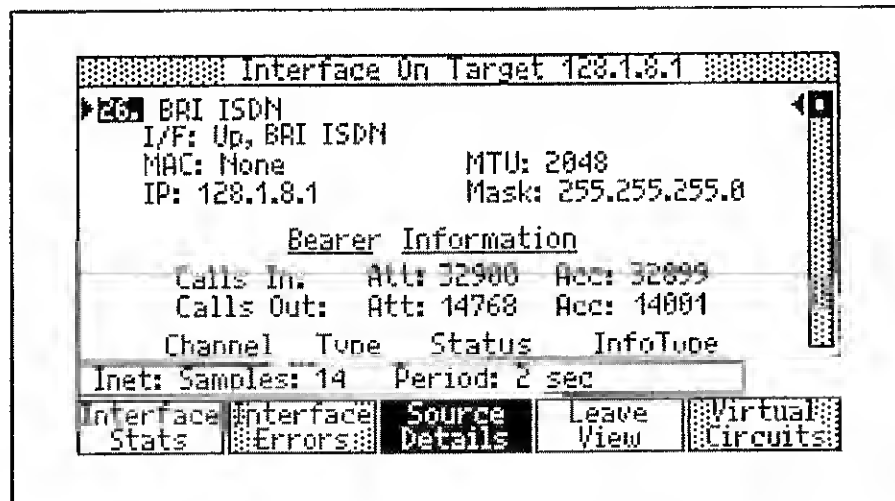 Interface On Target 128.1.8.1
26. BRI ISDN
I/F: Up, BRI ISDN
MAC: None MTU: 2048
IP: 128.1.8.1 Mask: 255.255.255.0
Bearer Information
Calls In: Att: 32900 Acc: 32899
Calls Out: Att: 14768 Acc: 14001
Channel Type Status InfoType
Inet: Samples: 14 Period: 2 sec
Interface Stats Interface Errors Source Details Leave View Virtual Circuits